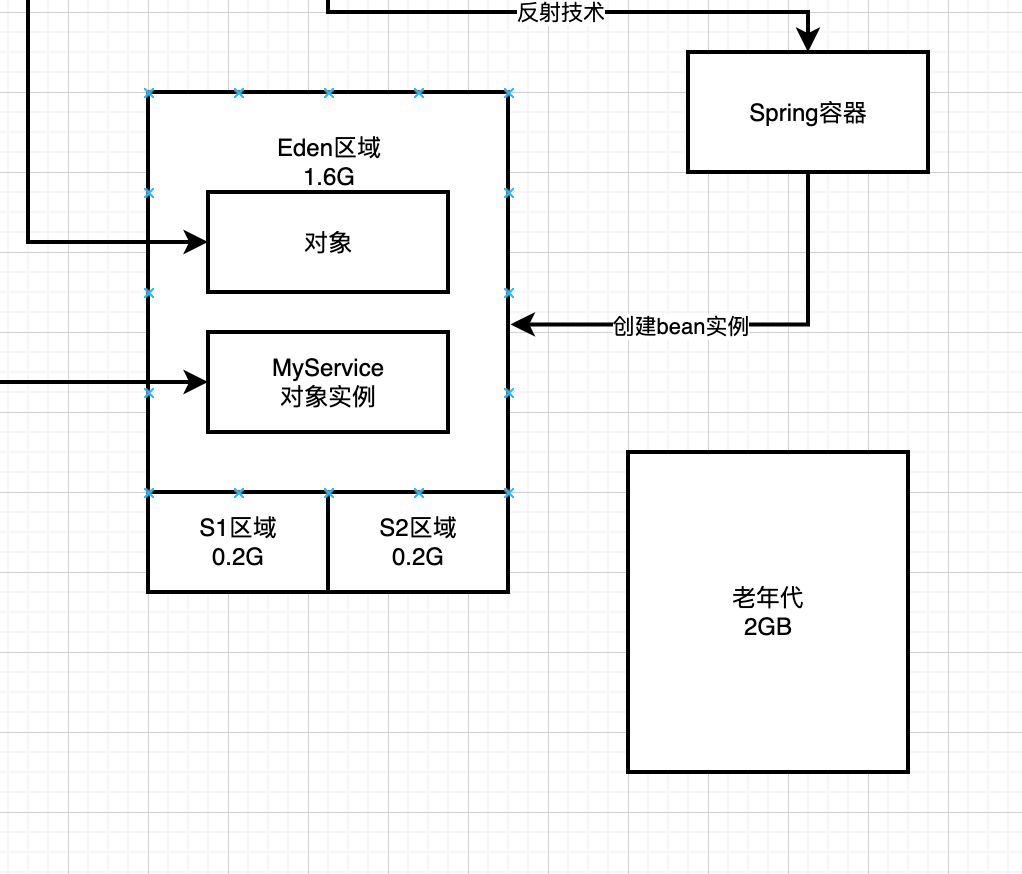 反射技术
Spring容器
Eden区域
1.6G
对象
创建bean实例
MyService
对象实例
S1区域
0.2G
S2区域
0.2G
老年代
2GB